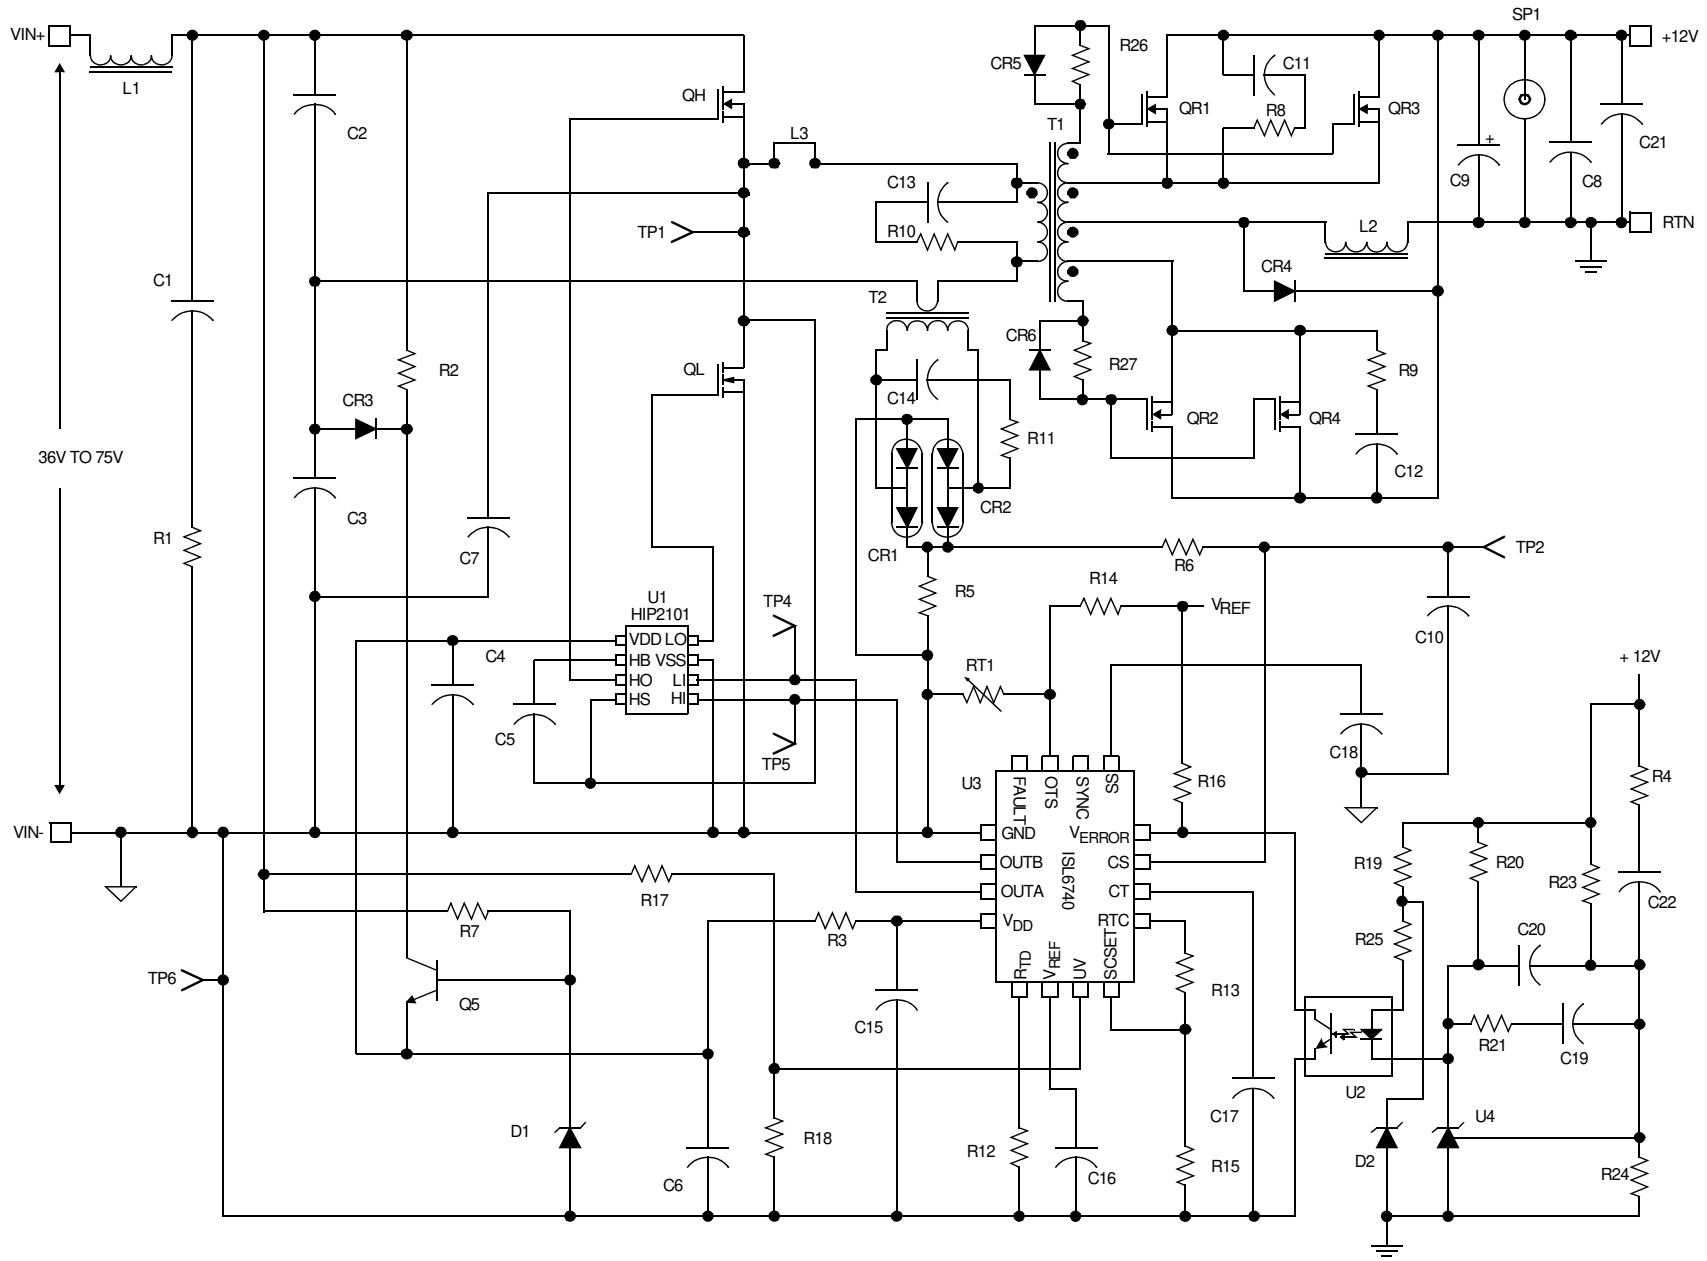 VIN+
L1
36V TO 75V
VIN-
C1
R1
C2
CR3
C3
R2
C7
QH
L3
TP1
QL
C13
R10
T1
T2
C14
R11
CR1
CR2
CR5
R26
QR1
C11
R8
QR3
SP1
+12V
+
C9
C8
C21
RTN
L2
CR4
CR6
R27
QR2
QR4
R9
C12
R6
TP2
R5
R14
VREF
C10
RT1
C18
R16
U1
HIP2101
VDD LO
HB VSS
HO LI
HS HI
C4
C5
TP4
TP5
U3
FAULT
OTS
SYNC
SS
GND
VERROR
OUTB
CS
OUTA
CT
VDD
RTC
ISL6740
RTD
VREF
UV
SCSET
R17
R7
R3
TP6
Q5
C15
D1
C6
R18
R12
C16
R13
R15
C17
+ 12V
R4
R19
R20
R23
C22
R25
C20
R21
C19
U2
U4
D2
R24